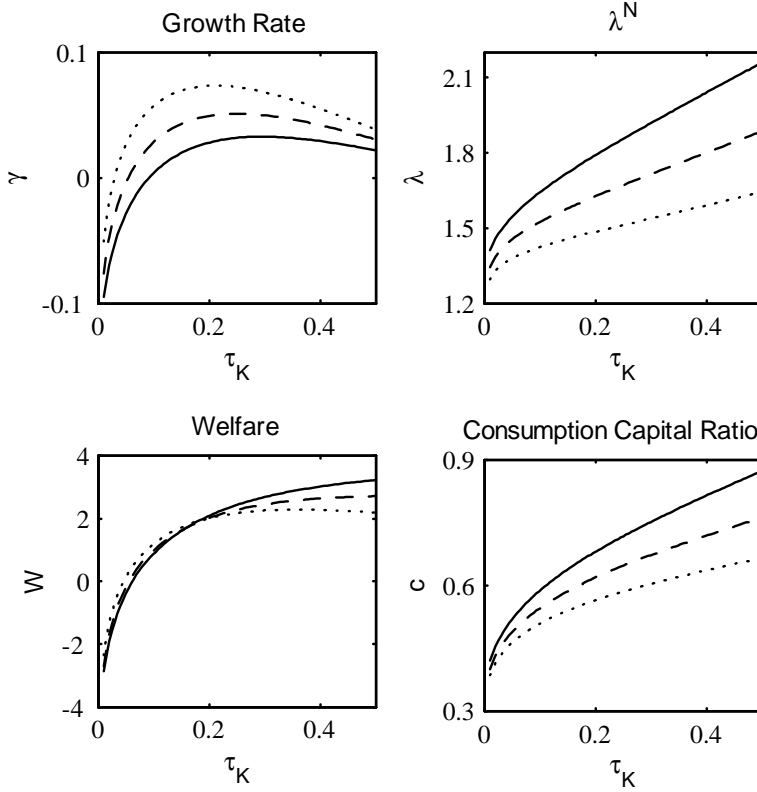 Growth Rate
0.1
0
-0.1
γ
0
0.2
0.4
τ_K
λ^N
2.1
1.8
1.5
1.2
λ
0
0.2
0.4
τ_K
Welfare
4
2
0
-2
-4
W
0
0.2
0.4
τ_K
Consumption Capital Ratio
0.9
0.6
0.3
c
0
0.2
0.4
τ_K